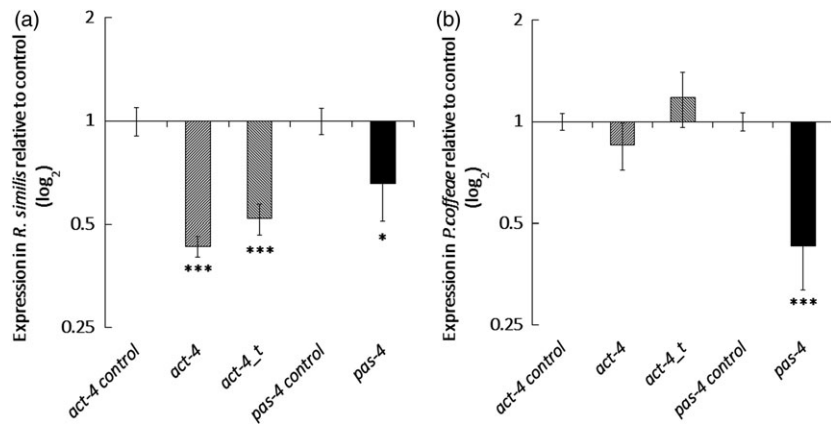 (a)
Expression in R. similis relative to control
(log2)
2
1
0.5
0.25
***
***
*
act-4 control
act-4
act-4_t
pas-4 control
pas-4
(b)
Expression in P.coffeae relative to control
(log2)
2
1
0.5
0.25
***
act-4 control
act-4
act-4_t
pas-4 control
pas-4